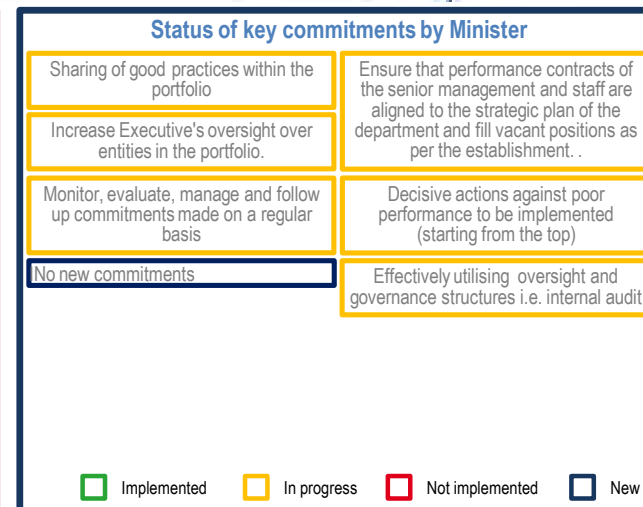 Status of key commitments by Minister
Sharing of good practices within the
portfolio
Increase Executive's oversight over
entities in the portfolio.
Monitor, evaluate, manage and follow
up commitments made on a regular
basis
No new commitments
Ensure that performance contracts of
the senior management and staff are
aligned to the strategic plan of the
department and fill vacant positions as
per the establishment. .
Decisive actions against poor
performance to be implemented
(starting from the top)
Effectively utilising oversight and
governance structures i.e. internal audit
Implemented
In progress
Not implemented
New